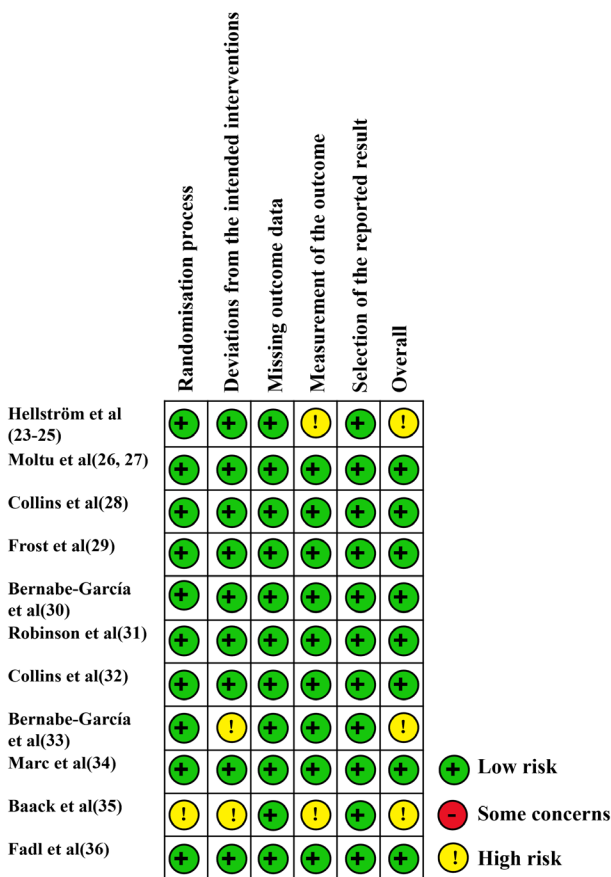 Randomisation process
Deviations from the intended interventions
Missing outcome data
Measurement of the outcome
Selection of the reported result
Overall
Hellström et al
(23-25)
+ + + ! + !
Moltu et al(26, 27)
+ + + + + +
Collins et al(28)
+ + + + + +
Frost et al(29)
+ + + + + +
Bernabe-García
et al(30)
+ + + + + +
Robinson et al(31)
+ + + + + +
Collins et al(32)
+ + + + + +
Bernabe-García
et al(33)
+ ! + + + !
Marc et al(34)
+ + + + + +
Baack et al(35)
! ! + ! + !
Fadl et al(36)
+ + + + + +
+ Low risk
- Some concerns
! High risk